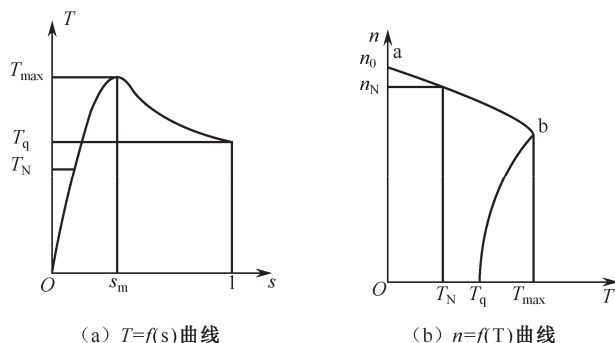 T
T_max
T_q
T_N
O
s_m
1
s
n
n_0
a
n_N
b
O
T_N
T_q
T_max
T
（a）T=f(s)曲线
（b）n=f(T)曲线